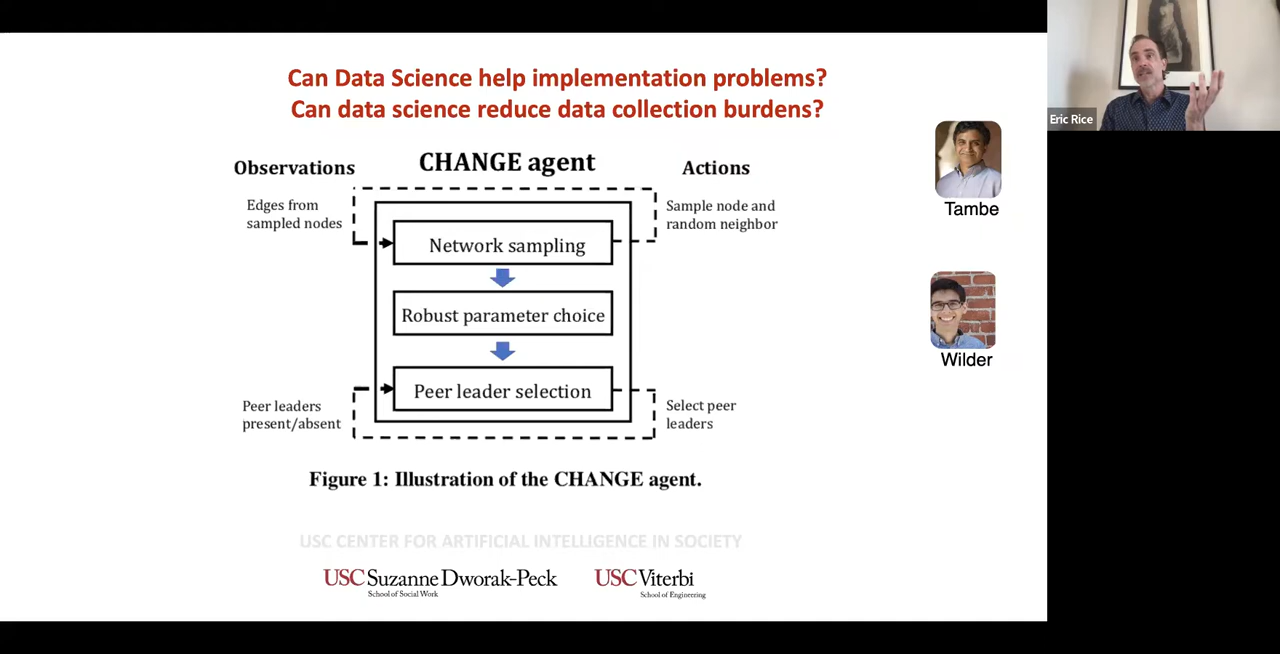 Can Data Science help implementation problems?
Can data science reduce data collection burdens?
Observations
CHANGE agent
Actions
Edges from
sampled nodes
Sample node and
random neighbor
Network sampling
Robust parameter choice
Peer leader selection
Peer leaders
present/absent
Select peer
leaders
Figure 1: Illustration of the CHANGE agent.
USC CENTER FOR ARTIFICIAL INTELLIGENCE IN SOCIETY
USC Suzanne Dworak-Peck
School of Social Work
USC Viterbi
School of Engineering
Eric Rice
Tambe
Wilder